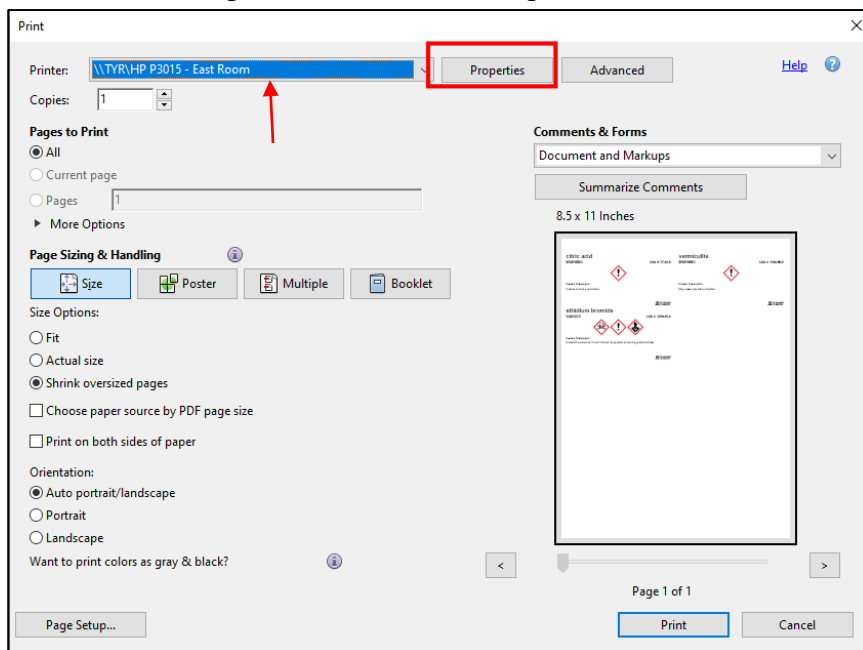 Print
Printer: \\TYR\HP P3015 - East Room Properties Advanced Help
Copies: 1
Pages to Print
All
Current page
Pages 1
More Options
Comments & Forms
Document and Markups
Summarize Comments
8.5 x 11 Inches
Page Sizing & Handling
Size Poster Multiple Booklet
Size Options:
Fit
Actual size
Shrink oversized pages
Choose paper source by PDF page size
Print on both sides of paper
Orientation:
Auto portrait/landscape
Portrait
Landscape
Want to print colors as gray & black?
citric acid vermiculite
WARNING WARNING
ethidium bromide
DANGER
< >
Page 1 of 1
Page Setup... Print Cancel